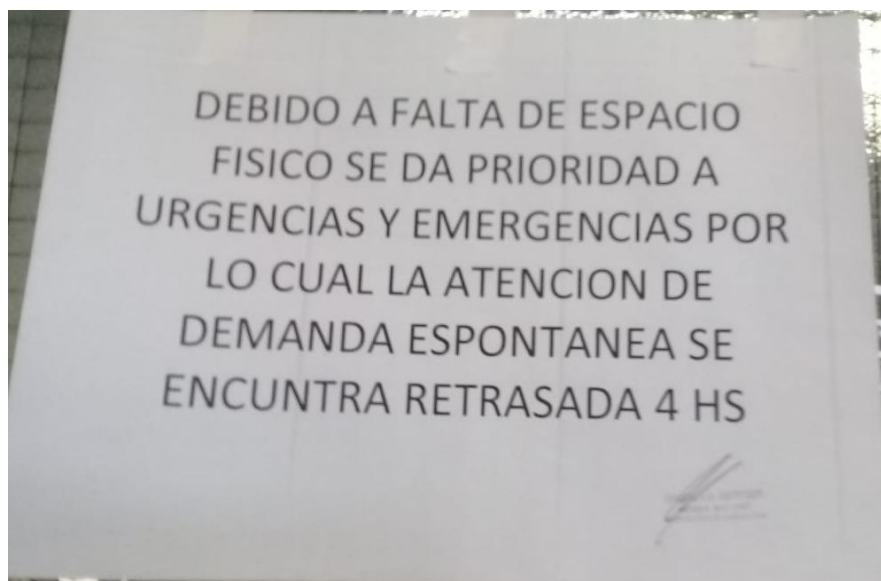 DEBIDO A FALTA DE ESPACIO
FISICO SE DA PRIORIDAD A
URGENCIAS Y EMERGENCIAS POR
LO CUAL LA ATENCION DE
DEMANDA ESPONTANEA SE
ENCUNTRA RETRASADA 4 HS